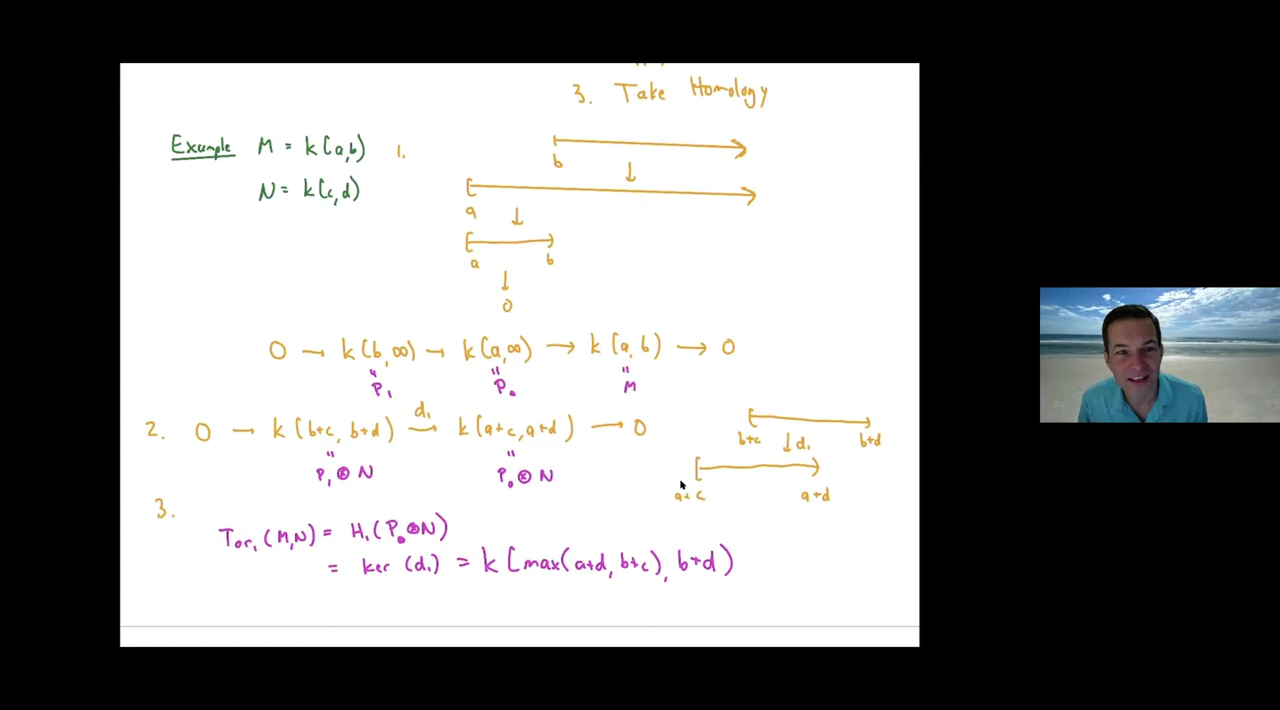 3. Take Homology
Example M = k[a,b) 1.
N = k[c,d)
b
↓
a
↓
a b
↓
0
0 → k[b,∞) → k[a,∞) → k[a,b) → 0
" " "
P₁ P₀ M
2. 0 → k[b+c, b+d) d₁→ k[a+c, a+d) → 0
" "
P₁ ⊗ N P₀ ⊗ N
b+c ↓ d₁ b+d
a+c a+d
3.
Tor₁(M,N) = H₁(P• ⊗ N)
= ker(d₁) = k[max(a+d, b+c), b+d)